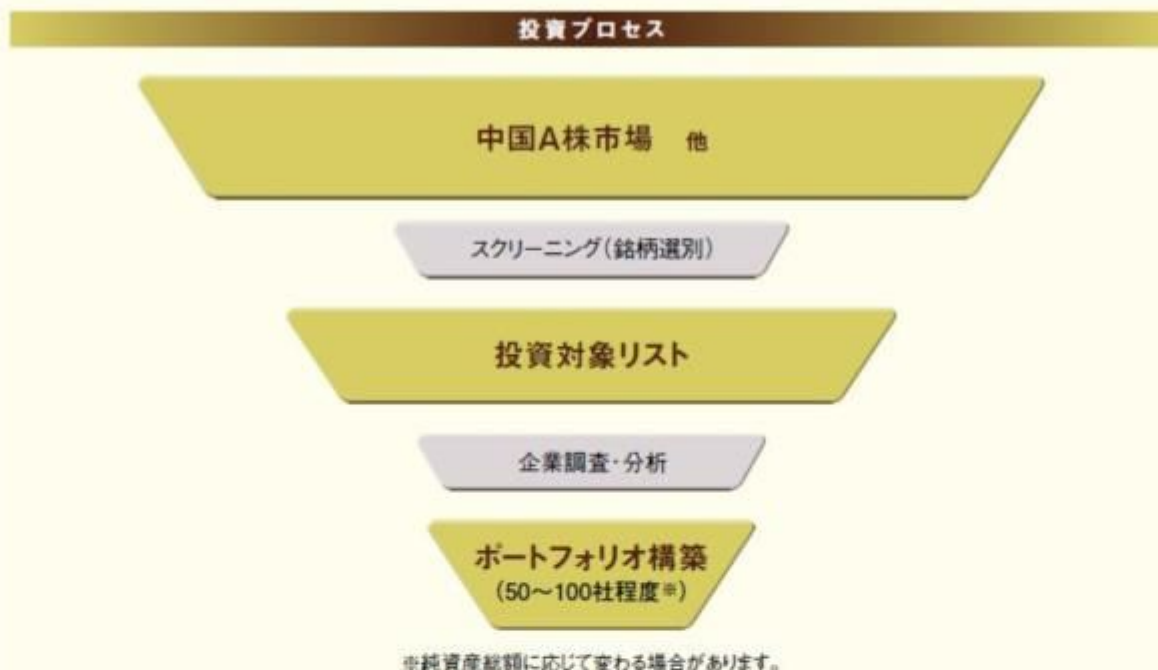 投資プロセス
中国A株市場 他
スクリーニング(銘柄選別)
投資対象リスト
企業調査・分析
ポートフォリオ構築
(50〜100社程度※)
※純資産総額に応じて変わる場合があります。